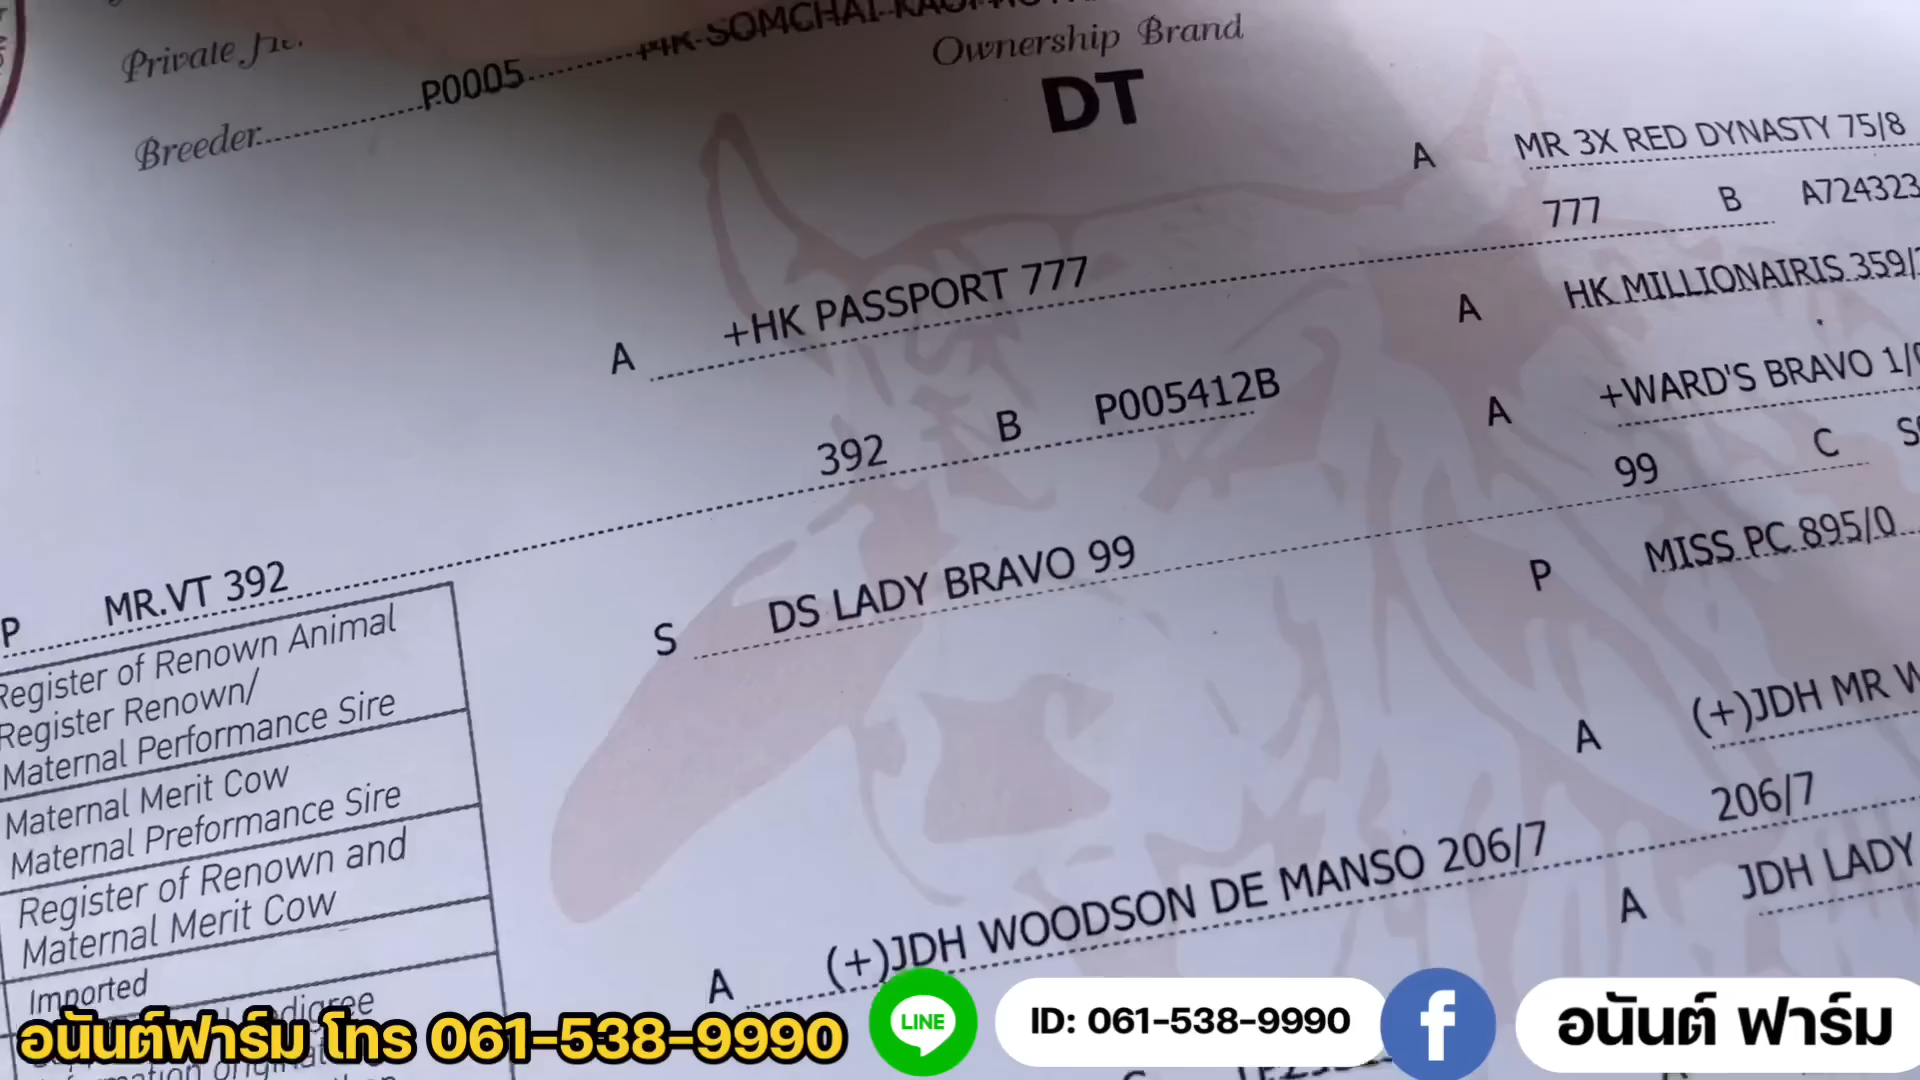 Private
HK SOMCHAI
Ownership Brand
Breeder P0005
DT
A MR 3X RED DYNASTY 75/8
777 B A724323
A +HK PASSPORT 777
A HK MILLIONAIRIS 359/
392 B P005412B
A +WARD'S BRAVO 1/
99 C
P MR.VT 392
S DS LADY BRAVO 99
P MISS PC 895/0
Register of Renown Animal
Register Renown/
Maternal Performance Sire
Maternal Merit Cow
Maternal Preformance Sire
Register of Renown and
Maternal Merit Cow
Imported
A (+)JDH MR
206/7
A (+)JDH WOODSON DE MANSO 206/7
A JDH LADY
อนันต์ฟาร์ม โทร 061-538-9990
LINE
ID: 061-538-9990
f
อนันต์ ฟาร์ม